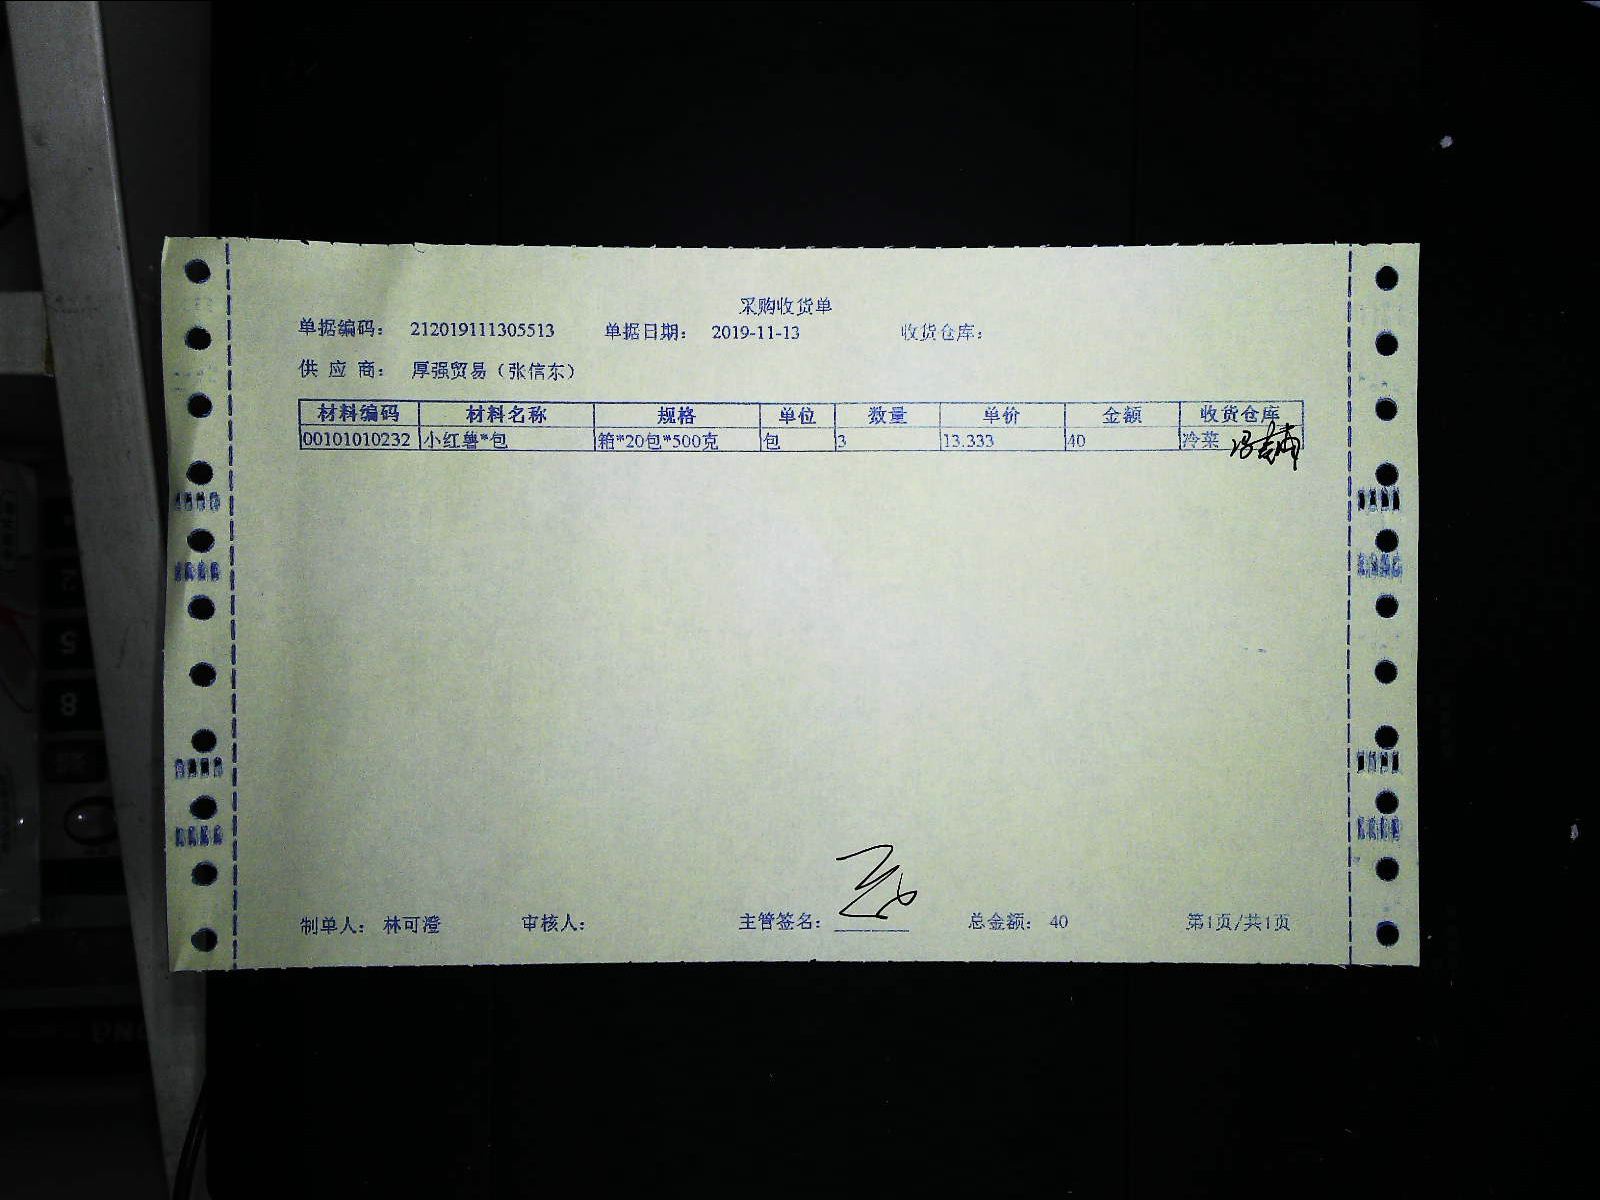 采购收货单
单据编码： 212019111305513 单据日期： 2019-11-13 收货仓库：
供 应 商： 厚强贸易（张信东）
材料编码 材料名称 规格 单位 数量 单价 金额 收货仓库
00101010232 小红薯*包 箱*20包*500克 包 3 13.333 40 冷菜
制单人： 林可澄 审核人： 主管签名： 总金额： 40 第1页/共1页